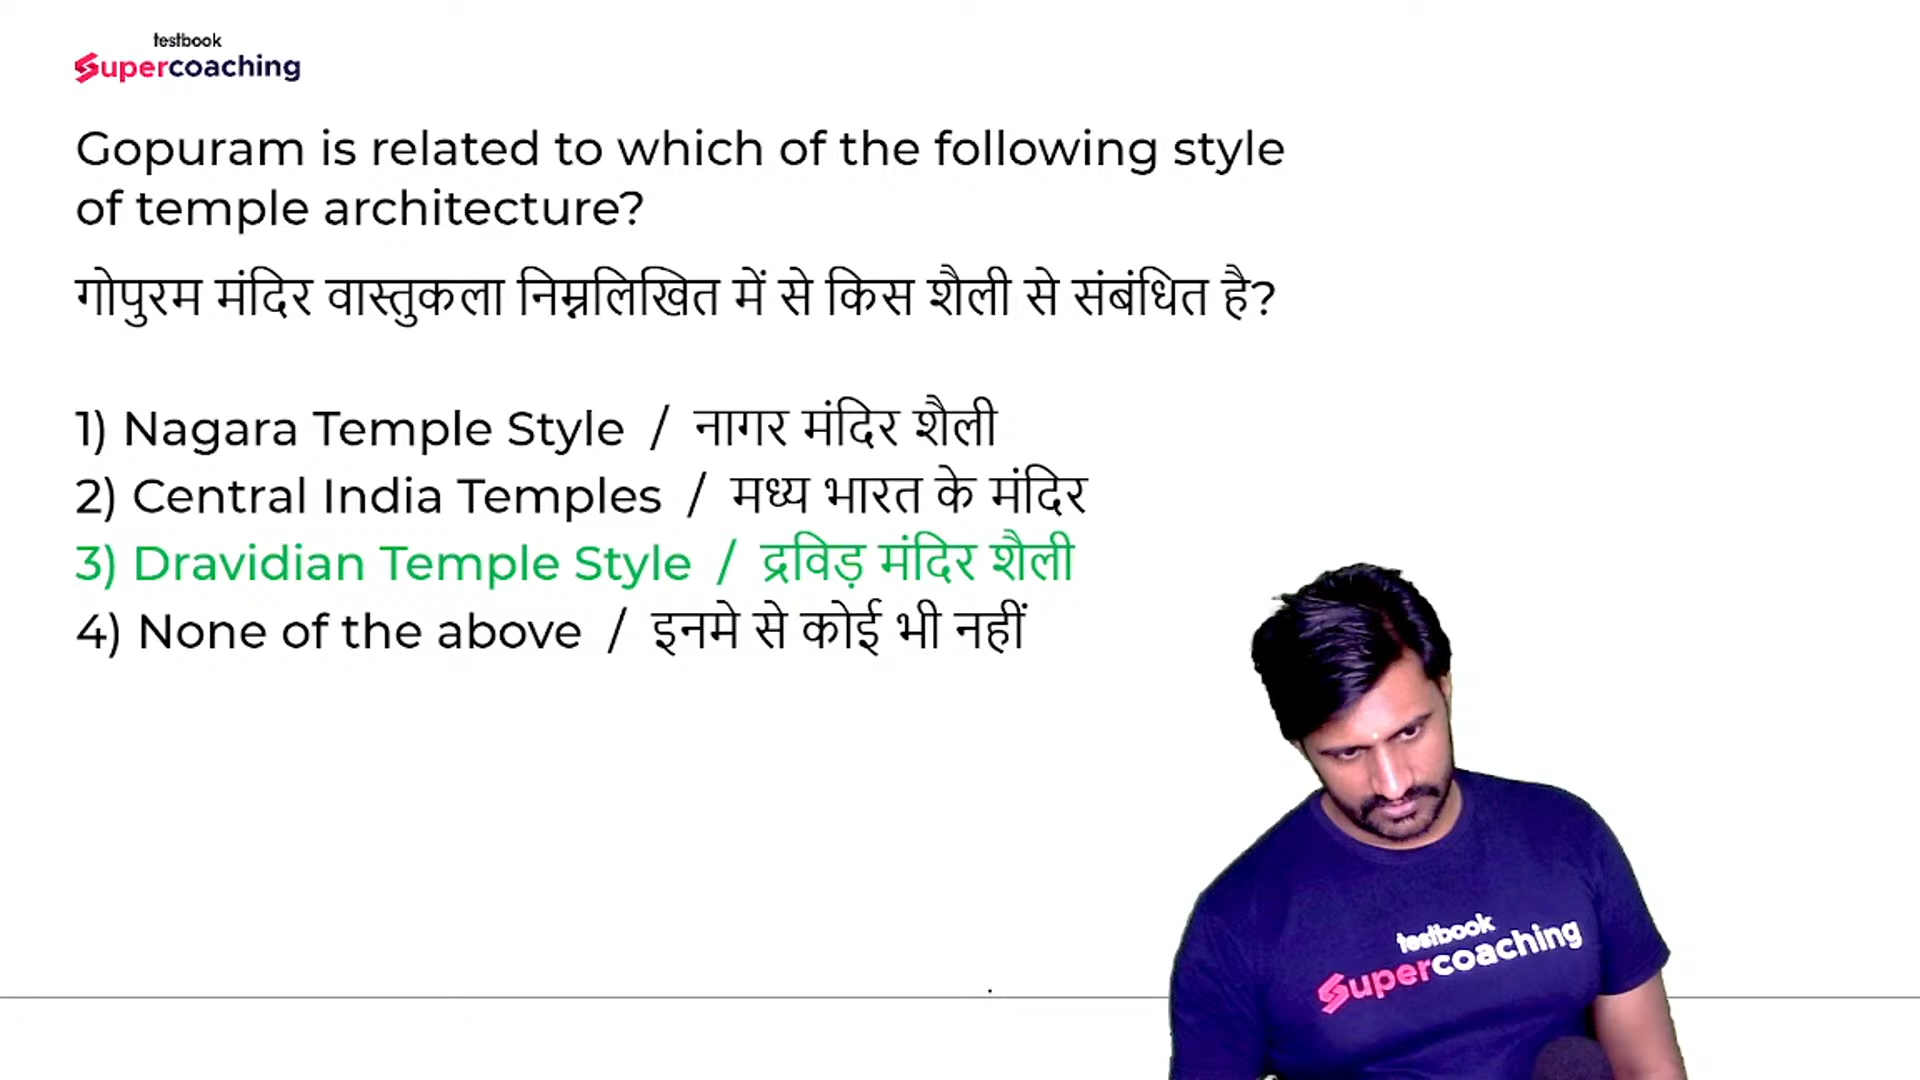 testbook
Supercoaching
Gopuram is related to which of the following style
of temple architecture?
गोपुरम मंदिर वास्तुकला निम्नलिखित में से किस शैली से संबंधित है?
1) Nagara Temple Style / नागर मंदिर शैली
2) Central India Temples / मध्य भारत के मंदिर
3) Dravidian Temple Style / द्रविड़ मंदिर शैली
4) None of the above / इनमे से कोई भी नहीं
testbook
Supercoaching